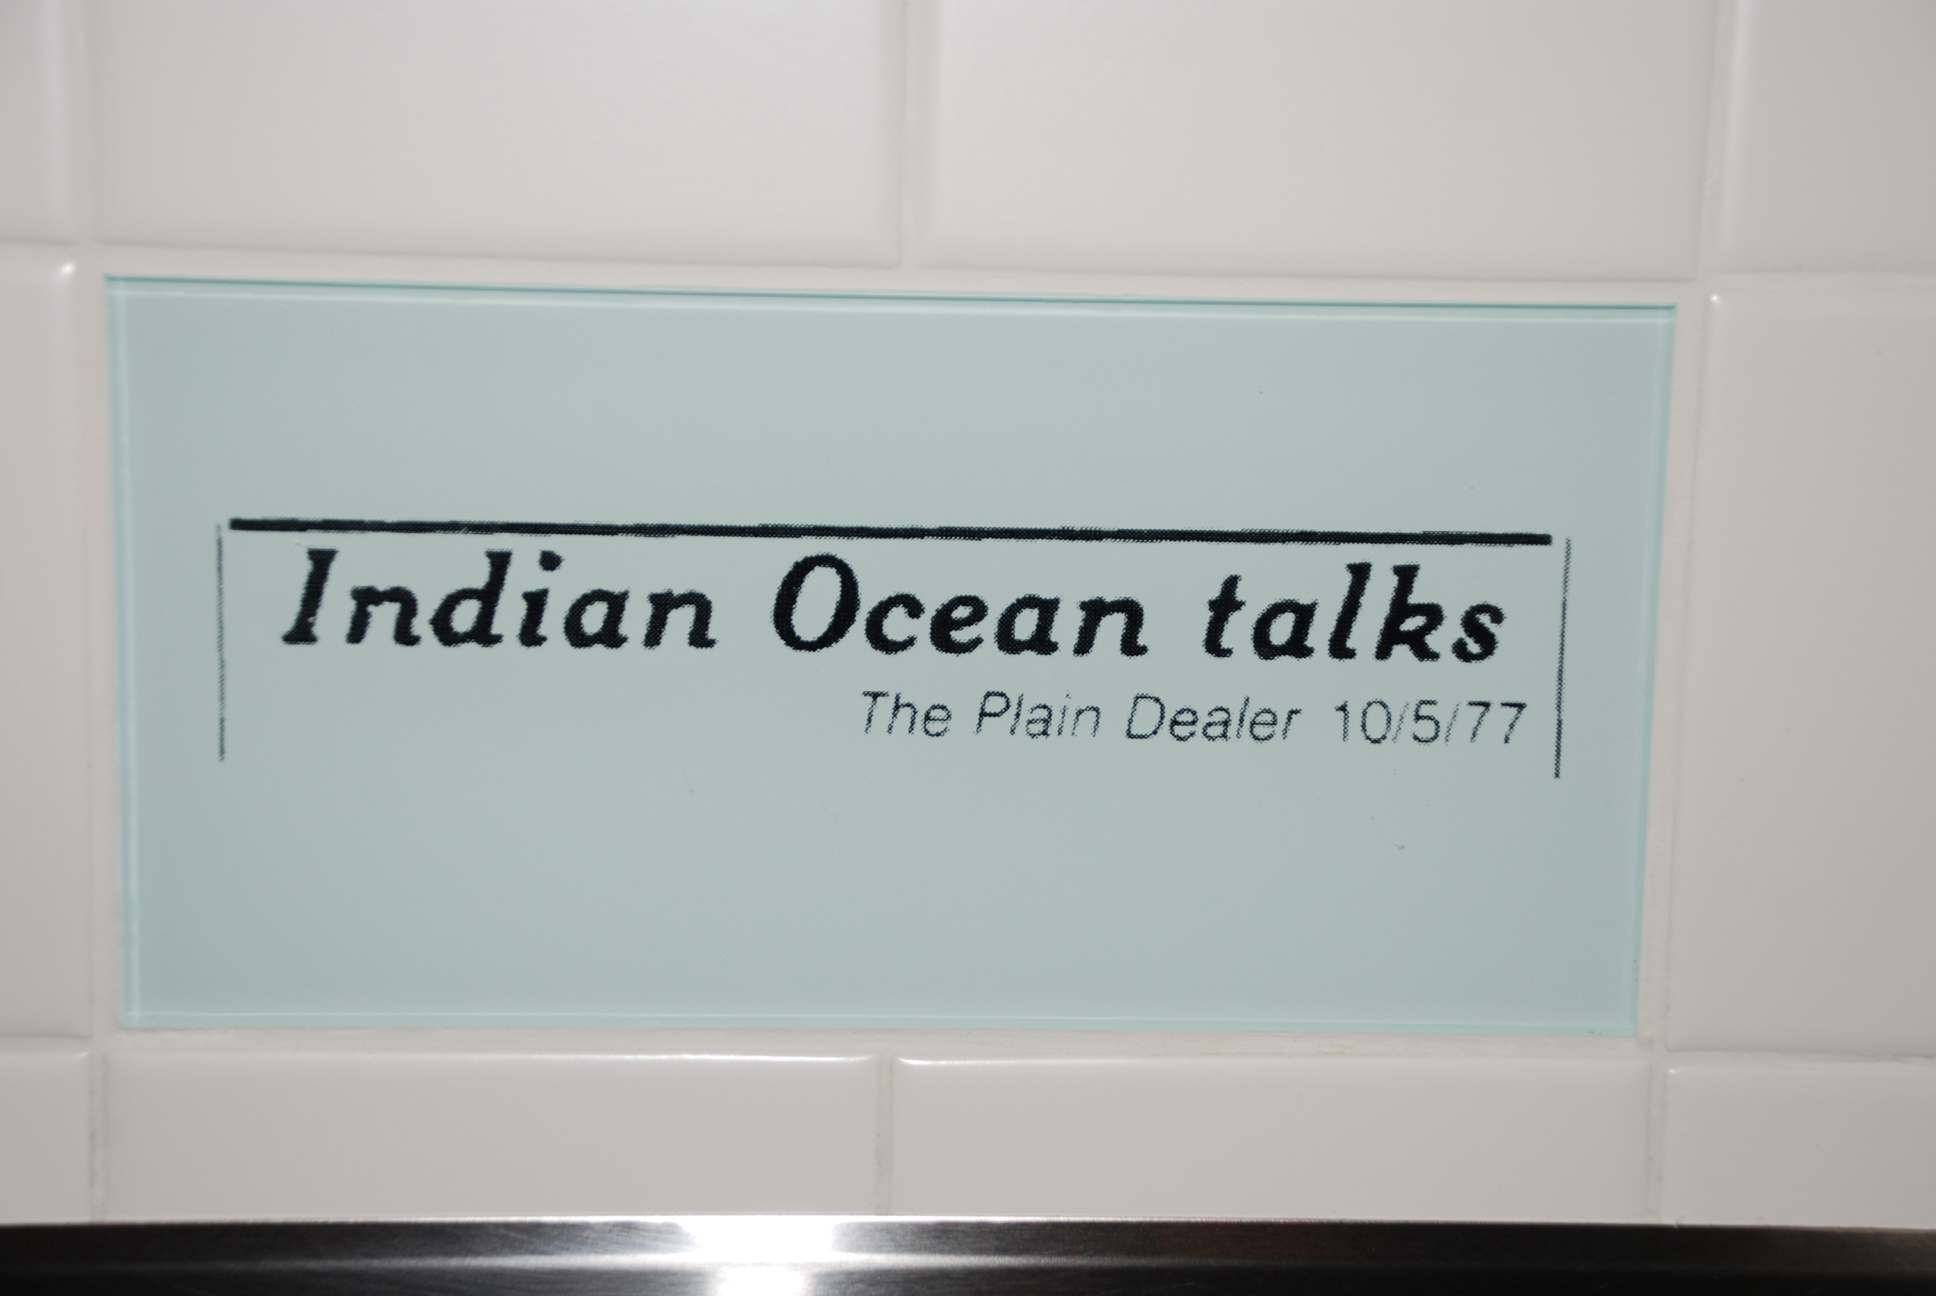 Indian Ocean talks
The Plain Dealer 10/5/77